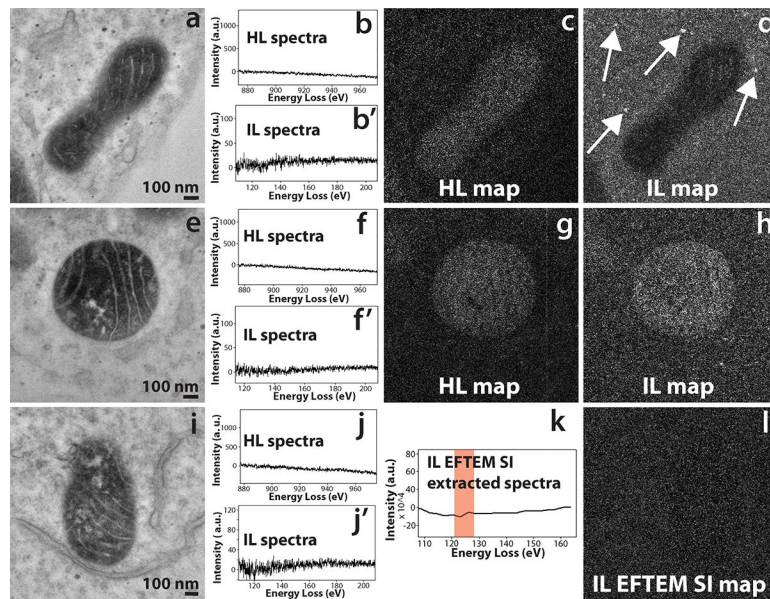 a
100 nm
b
HL spectra
Intensity (a.u.)
1000
500
0
880 900 920 940 960
Energy Loss (eV)
b'
IL spectra
Intensity (a.u.)
100
50
0
120 140 160 180 200
Energy Loss (eV)
c
HL map
d
IL map
e
100 nm
f
HL spectra
Intensity (a.u.)
1000
500
0
880 900 920 940 960
Energy Loss (eV)
f'
IL spectra
Intensity (a.u.)
100
50
0
120 140 160 180 200
Energy Loss (eV)
g
HL map
h
IL map
i
100 nm
j
HL spectra
Intensity (a. u.)
1000
500
0
880 900 920 940 960
Energy Loss (eV)
j'
IL spectra
Intensity ( a.u.)
120
80
40
0
120 140 160 180 200
Energy Loss (eV)
k
IL EFTEM SI
extracted spectra
Intensity (a.u.)
x 10^4
80
60
40
20
0
-20
110 120 130 140 150 160
Energy Loss (eV)
l
IL EFTEM SI map